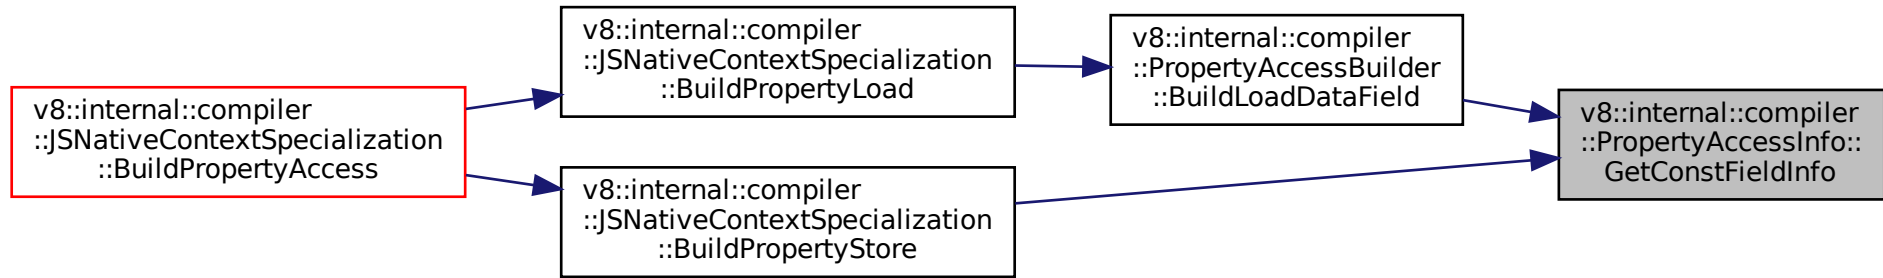 v8::internal::compiler
::JSNativeContextSpecialization
::BuildPropertyAccess
v8::internal::compiler
::JSNativeContextSpecialization
::BuildPropertyLoad
v8::internal::compiler
::JSNativeContextSpecialization
::BuildPropertyStore
v8::internal::compiler
::PropertyAccessBuilder
::BuildLoadDataField
v8::internal::compiler
::PropertyAccessInfo::
GetConstFieldInfo